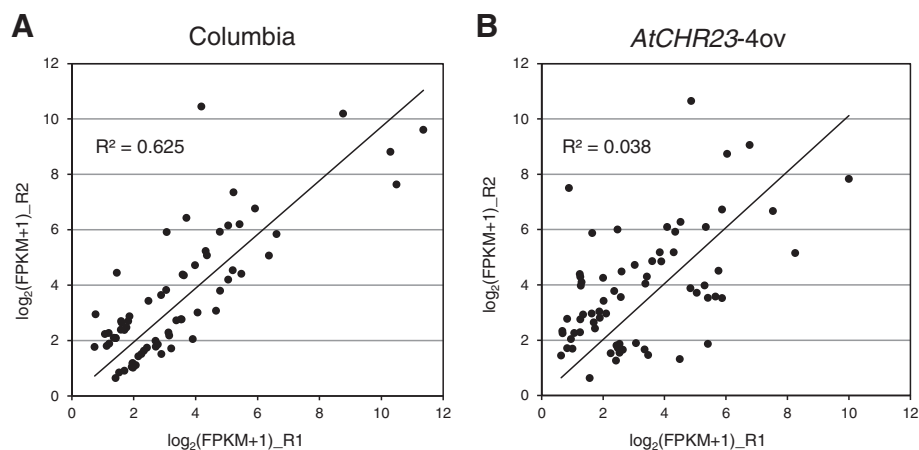 A
Columbia
12
10
8
6
4
2
0
R² = 0.625
log₂(FPKM+1)_R2
0 2 4 6 8 10 12
log₂(FPKM+1)_R1
B
AtCHR23-4ov
12
10
8
6
4
2
0
R² = 0.038
log₂(FPKM+1)_R2
0 2 4 6 8 10 12
log₂(FPKM+1)_R1